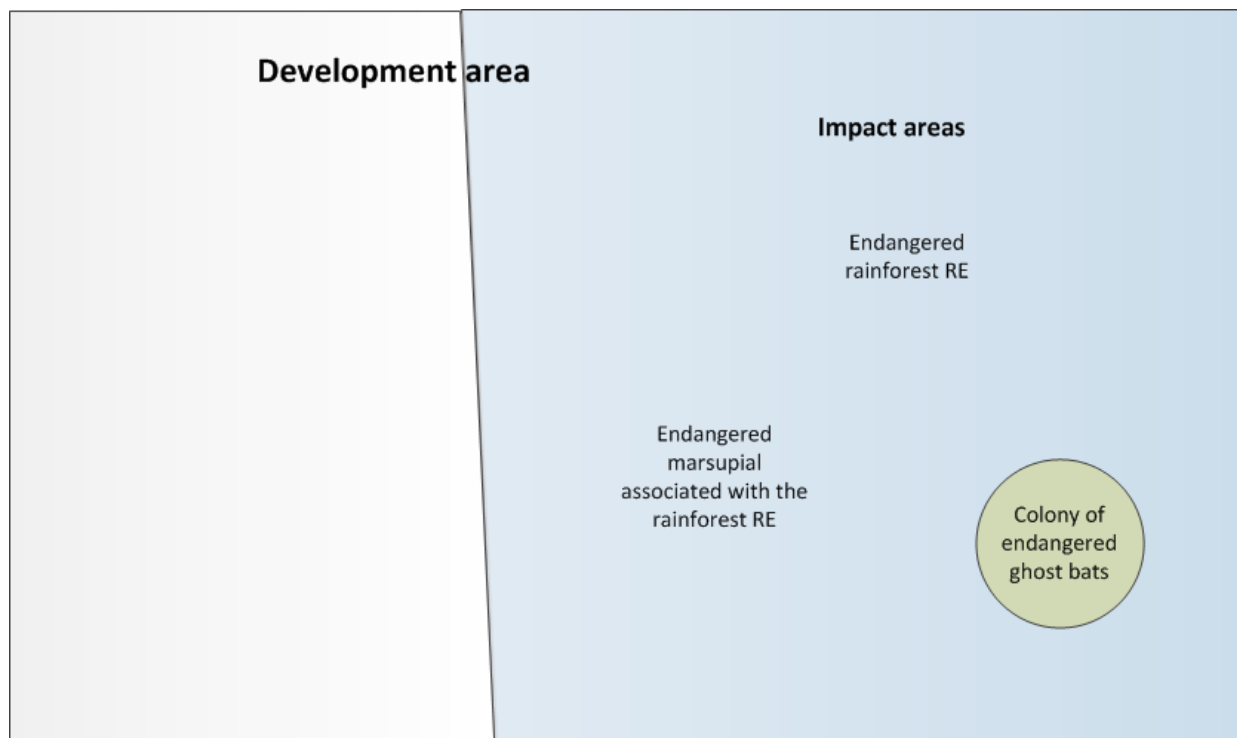 Development area
Impact areas
Endangered
rainforest RE
Endangered
marsupial
associated with the
rainforest RE
Colony of
endangered
ghost bats